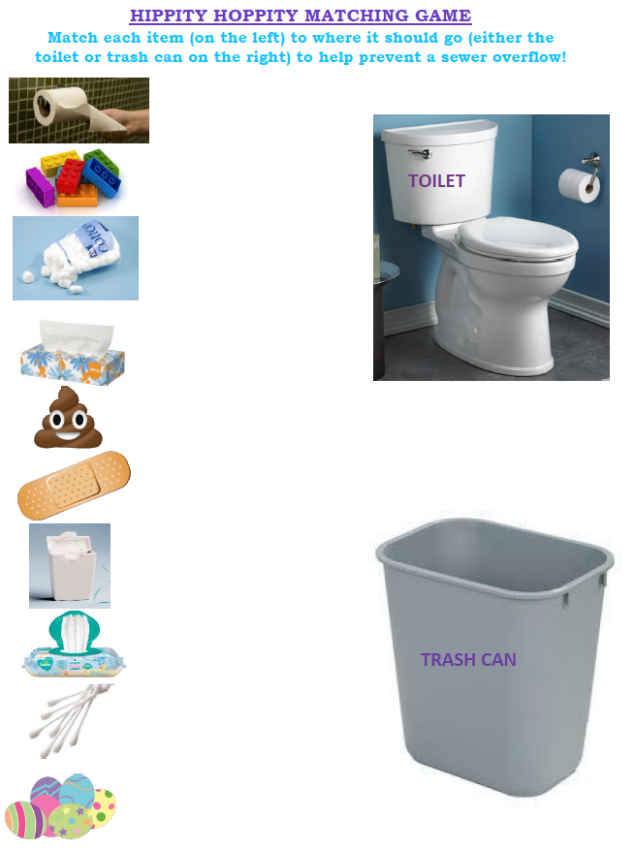 HIPPITY HOPPITY MATCHING GAME
Match each item (on the left) to where it should go (either the
toilet or trash can on the right) to help prevent a sewer overflow!
TOILET
Cotton
TRASH CAN